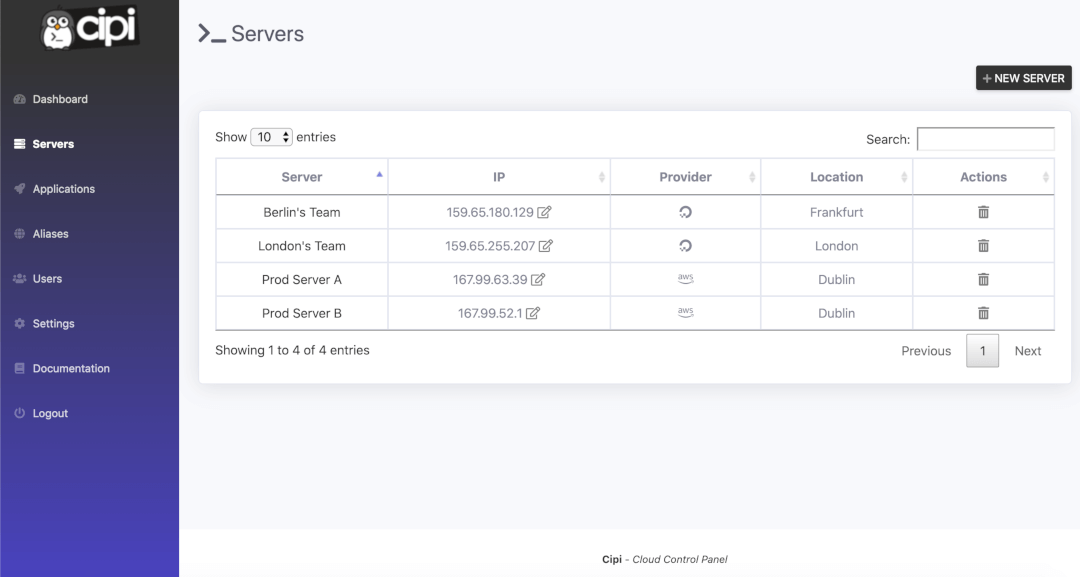 cipi
Servers
Dashboard
Servers
Applications
Aliases
Users
Settings
Documentation
Logout
+ NEW SERVER
Show 10 entries
Search:
Server IP Provider Location Actions
Berlin's Team 159.65.180.129 Frankfurt
London's Team 159.65.255.207 London
Prod Server A 167.99.63.39 aws Dublin
Prod Server B 167.99.52.1 aws Dublin
Showing 1 to 4 of 4 entries
Previous 1 Next
Cipi - Cloud Control Panel